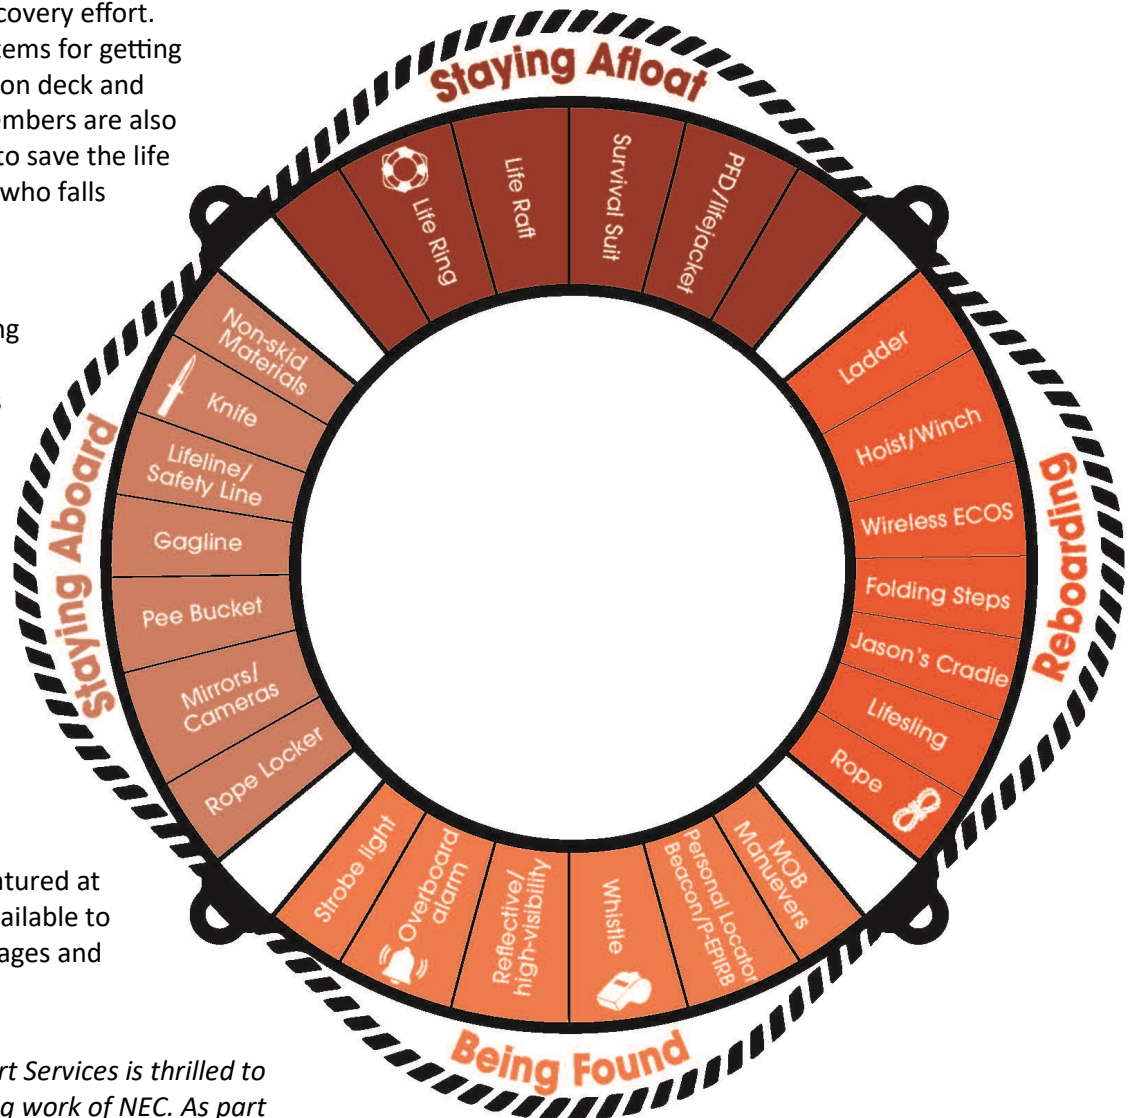 covery effort.
tems for getting
on deck and
embers are also
to save the life
who falls
ng
s
tured at
ailable to
ages and
rt Services is thrilled to
g work of NEC. As part
Staying Afloat
Life Ring
Life Raft
Survival Suit
PFD/lifejacket
Reboarding
Ladder
Hoist/Winch
Wireless ECOS
Folding Steps
Jason's Cradle
Lifesling
Rope
Being Found
Strobe light
Overboard
alarm
Reflective/
high-visibility
Whistle
Personal Locator
Beacon/P-EPIRB
MOB
Manuevers
Staying Aboard
Non-skid
Materials
Knife
Lifeline/
Safety Line
Gagline
Pee Bucket
Mirrors/
Cameras
Rope Locker